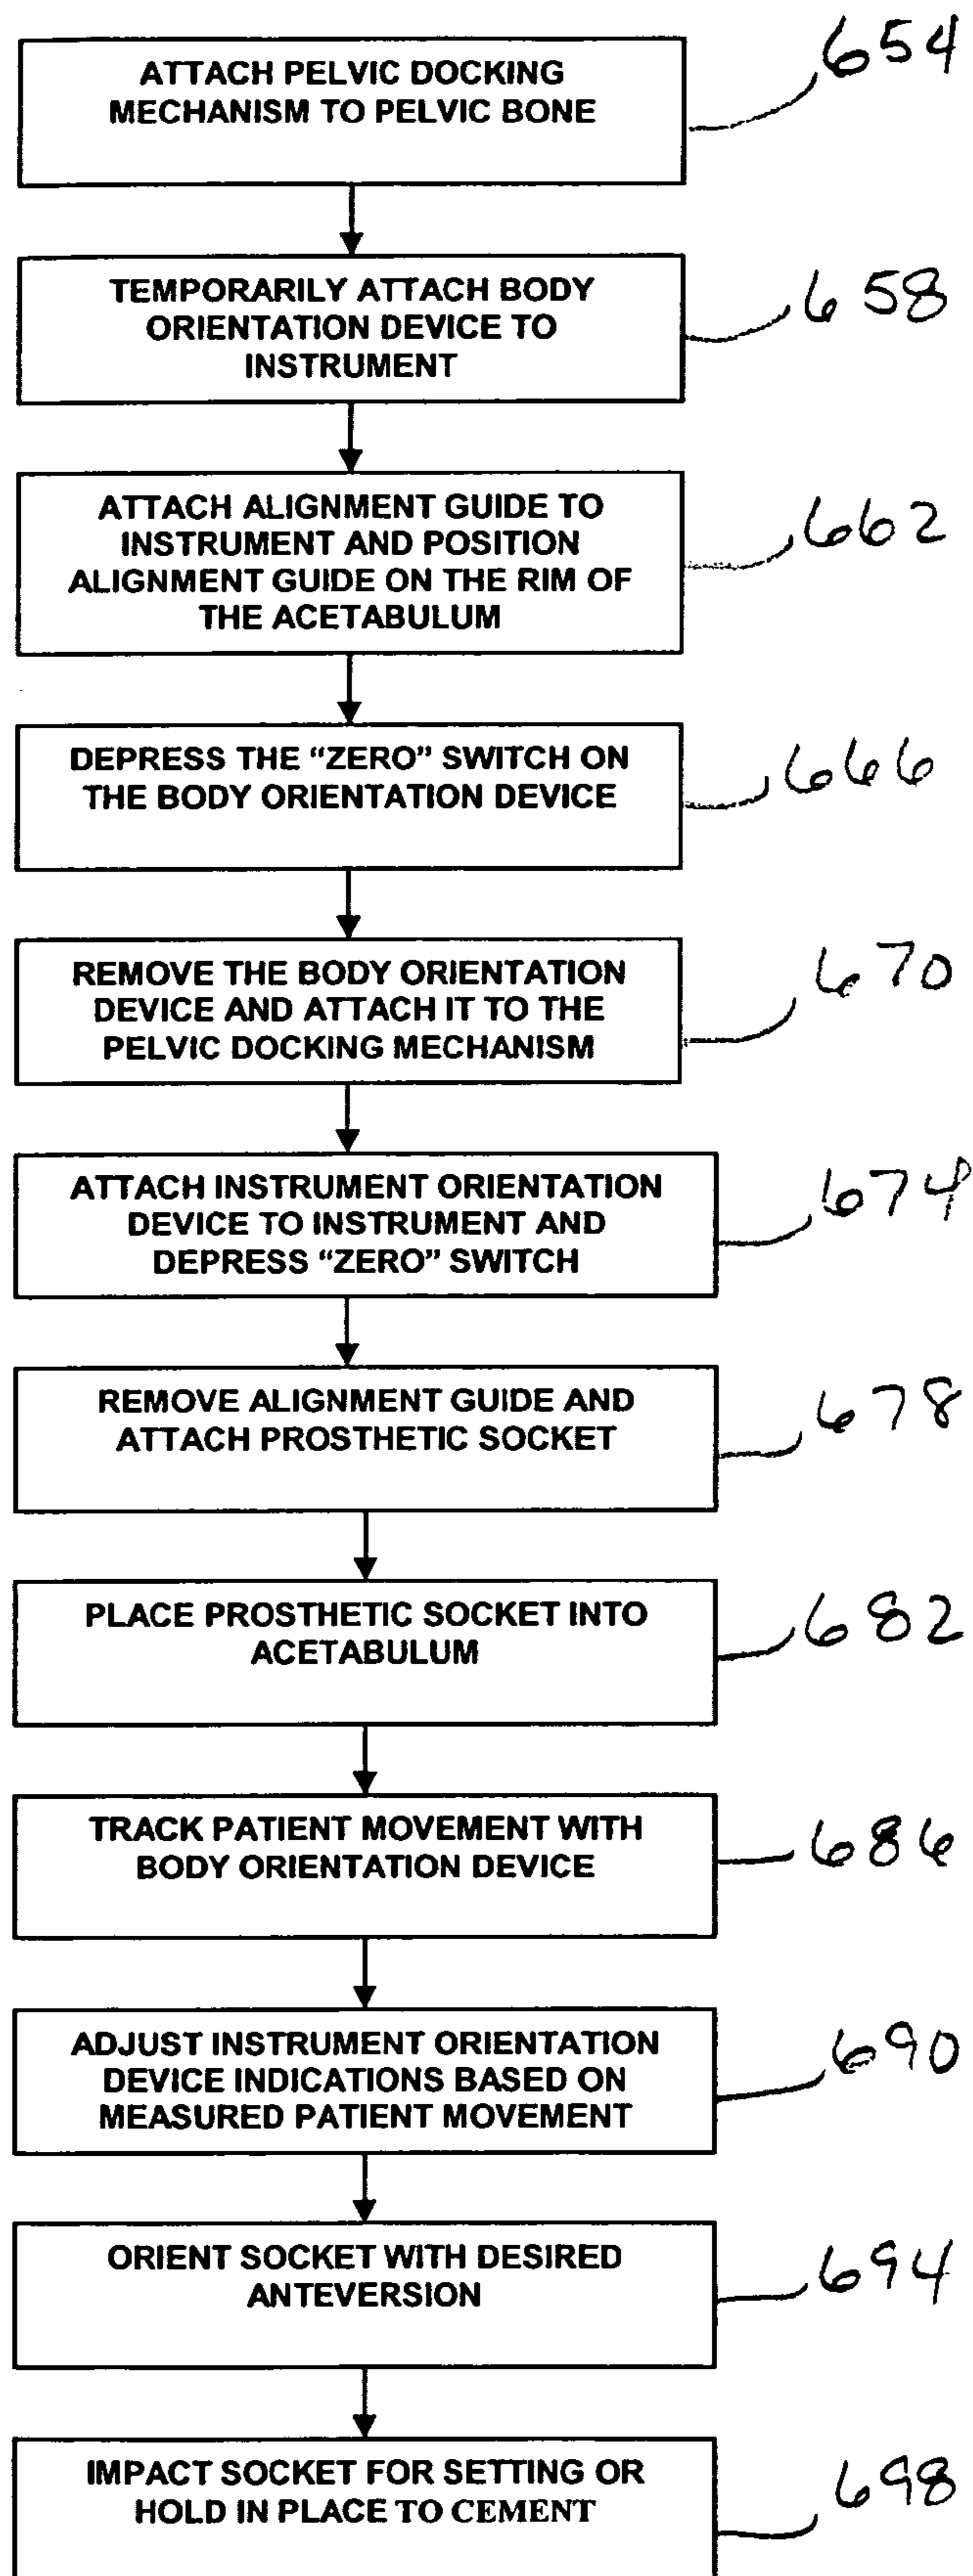 ATTACH PELVIC DOCKING
MECHANISM TO PELVIC BONE
654
TEMPORARILY ATTACH BODY
ORIENTATION DEVICE TO
INSTRUMENT
658
ATTACH ALIGNMENT GUIDE TO
INSTRUMENT AND POSITION
ALIGNMENT GUIDE ON THE RIM OF
THE ACETABULUM
662
DEPRESS THE “ZERO” SWITCH ON
THE BODY ORIENTATION DEVICE
666
REMOVE THE BODY ORIENTATION
DEVICE AND ATTACH IT TO THE
PELVIC DOCKING MECHANISM
670
ATTACH INSTRUMENT ORIENTATION
DEVICE TO INSTRUMENT AND
DEPRESS “ZERO” SWITCH
674
REMOVE ALIGNMENT GUIDE AND
ATTACH PROSTHETIC SOCKET
678
PLACE PROSTHETIC SOCKET INTO
ACETABULUM
682
TRACK PATIENT MOVEMENT WITH
BODY ORIENTATION DEVICE
686
ADJUST INSTRUMENT ORIENTATION
DEVICE INDICATIONS BASED ON
MEASURED PATIENT MOVEMENT
690
ORIENT SOCKET WITH DESIRED
ANTEVERSION
694
IMPACT SOCKET FOR SETTING OR
HOLD IN PLACE TO CEMENT
698